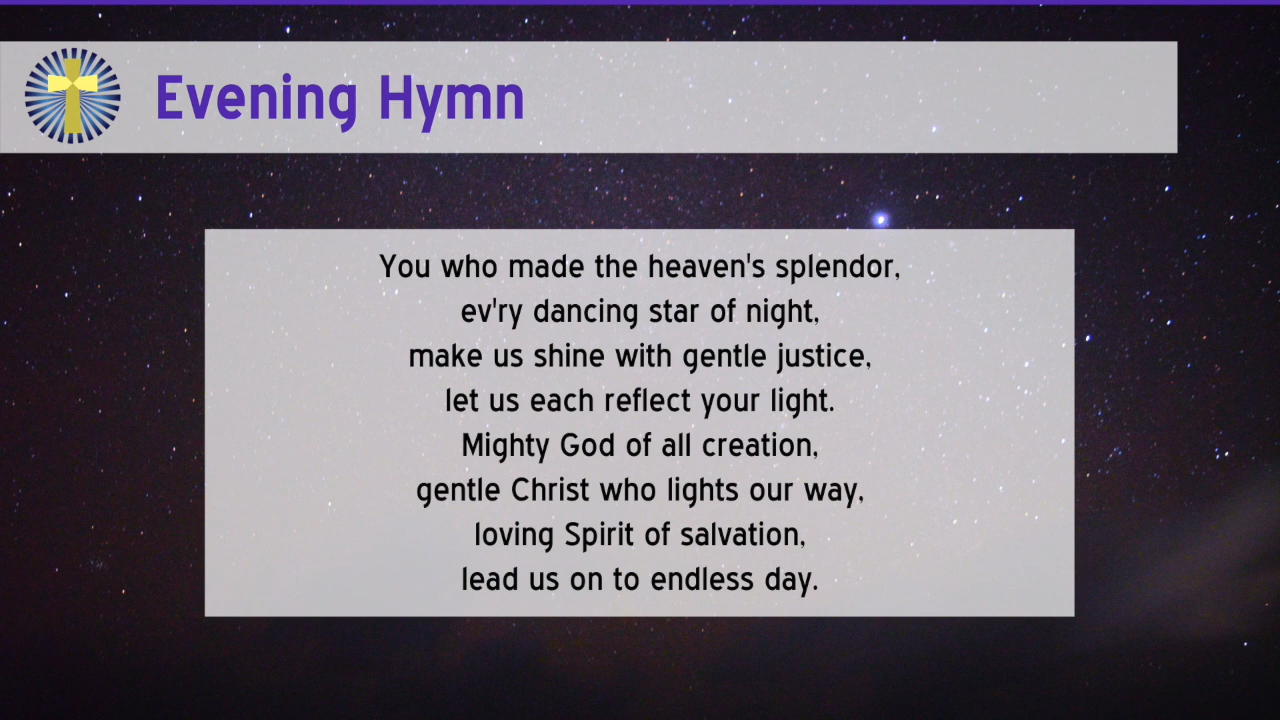 Evening Hymn
You who made the heaven's splendor,
ev'ry dancing star of night,
make us shine with gentle justice,
let us each reflect your light.
Mighty God of all creation,
gentle Christ who lights our way,
loving Spirit of salvation,
lead us on to endless day.